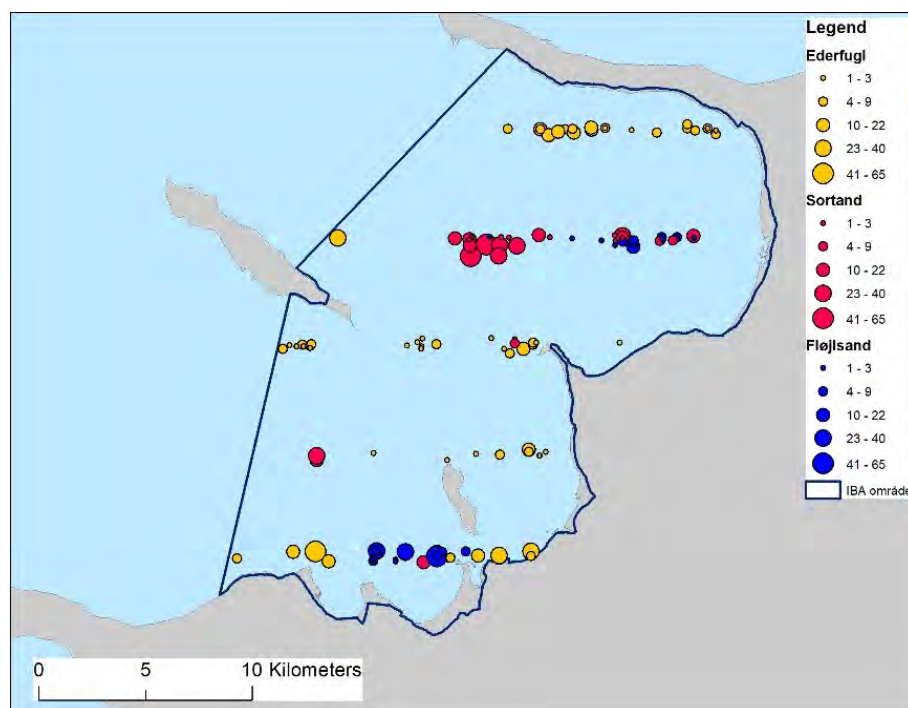 Legend
Ederfugl
1 - 3
4 - 9
10 - 22
23 - 40
41 - 65
Sortand
1 - 3
4 - 9
10 - 22
23 - 40
41 - 65
Fløjlsand
1 - 3
4 - 9
10 - 22
23 - 40
41 - 65
IBA område
0 5 10 Kilometers